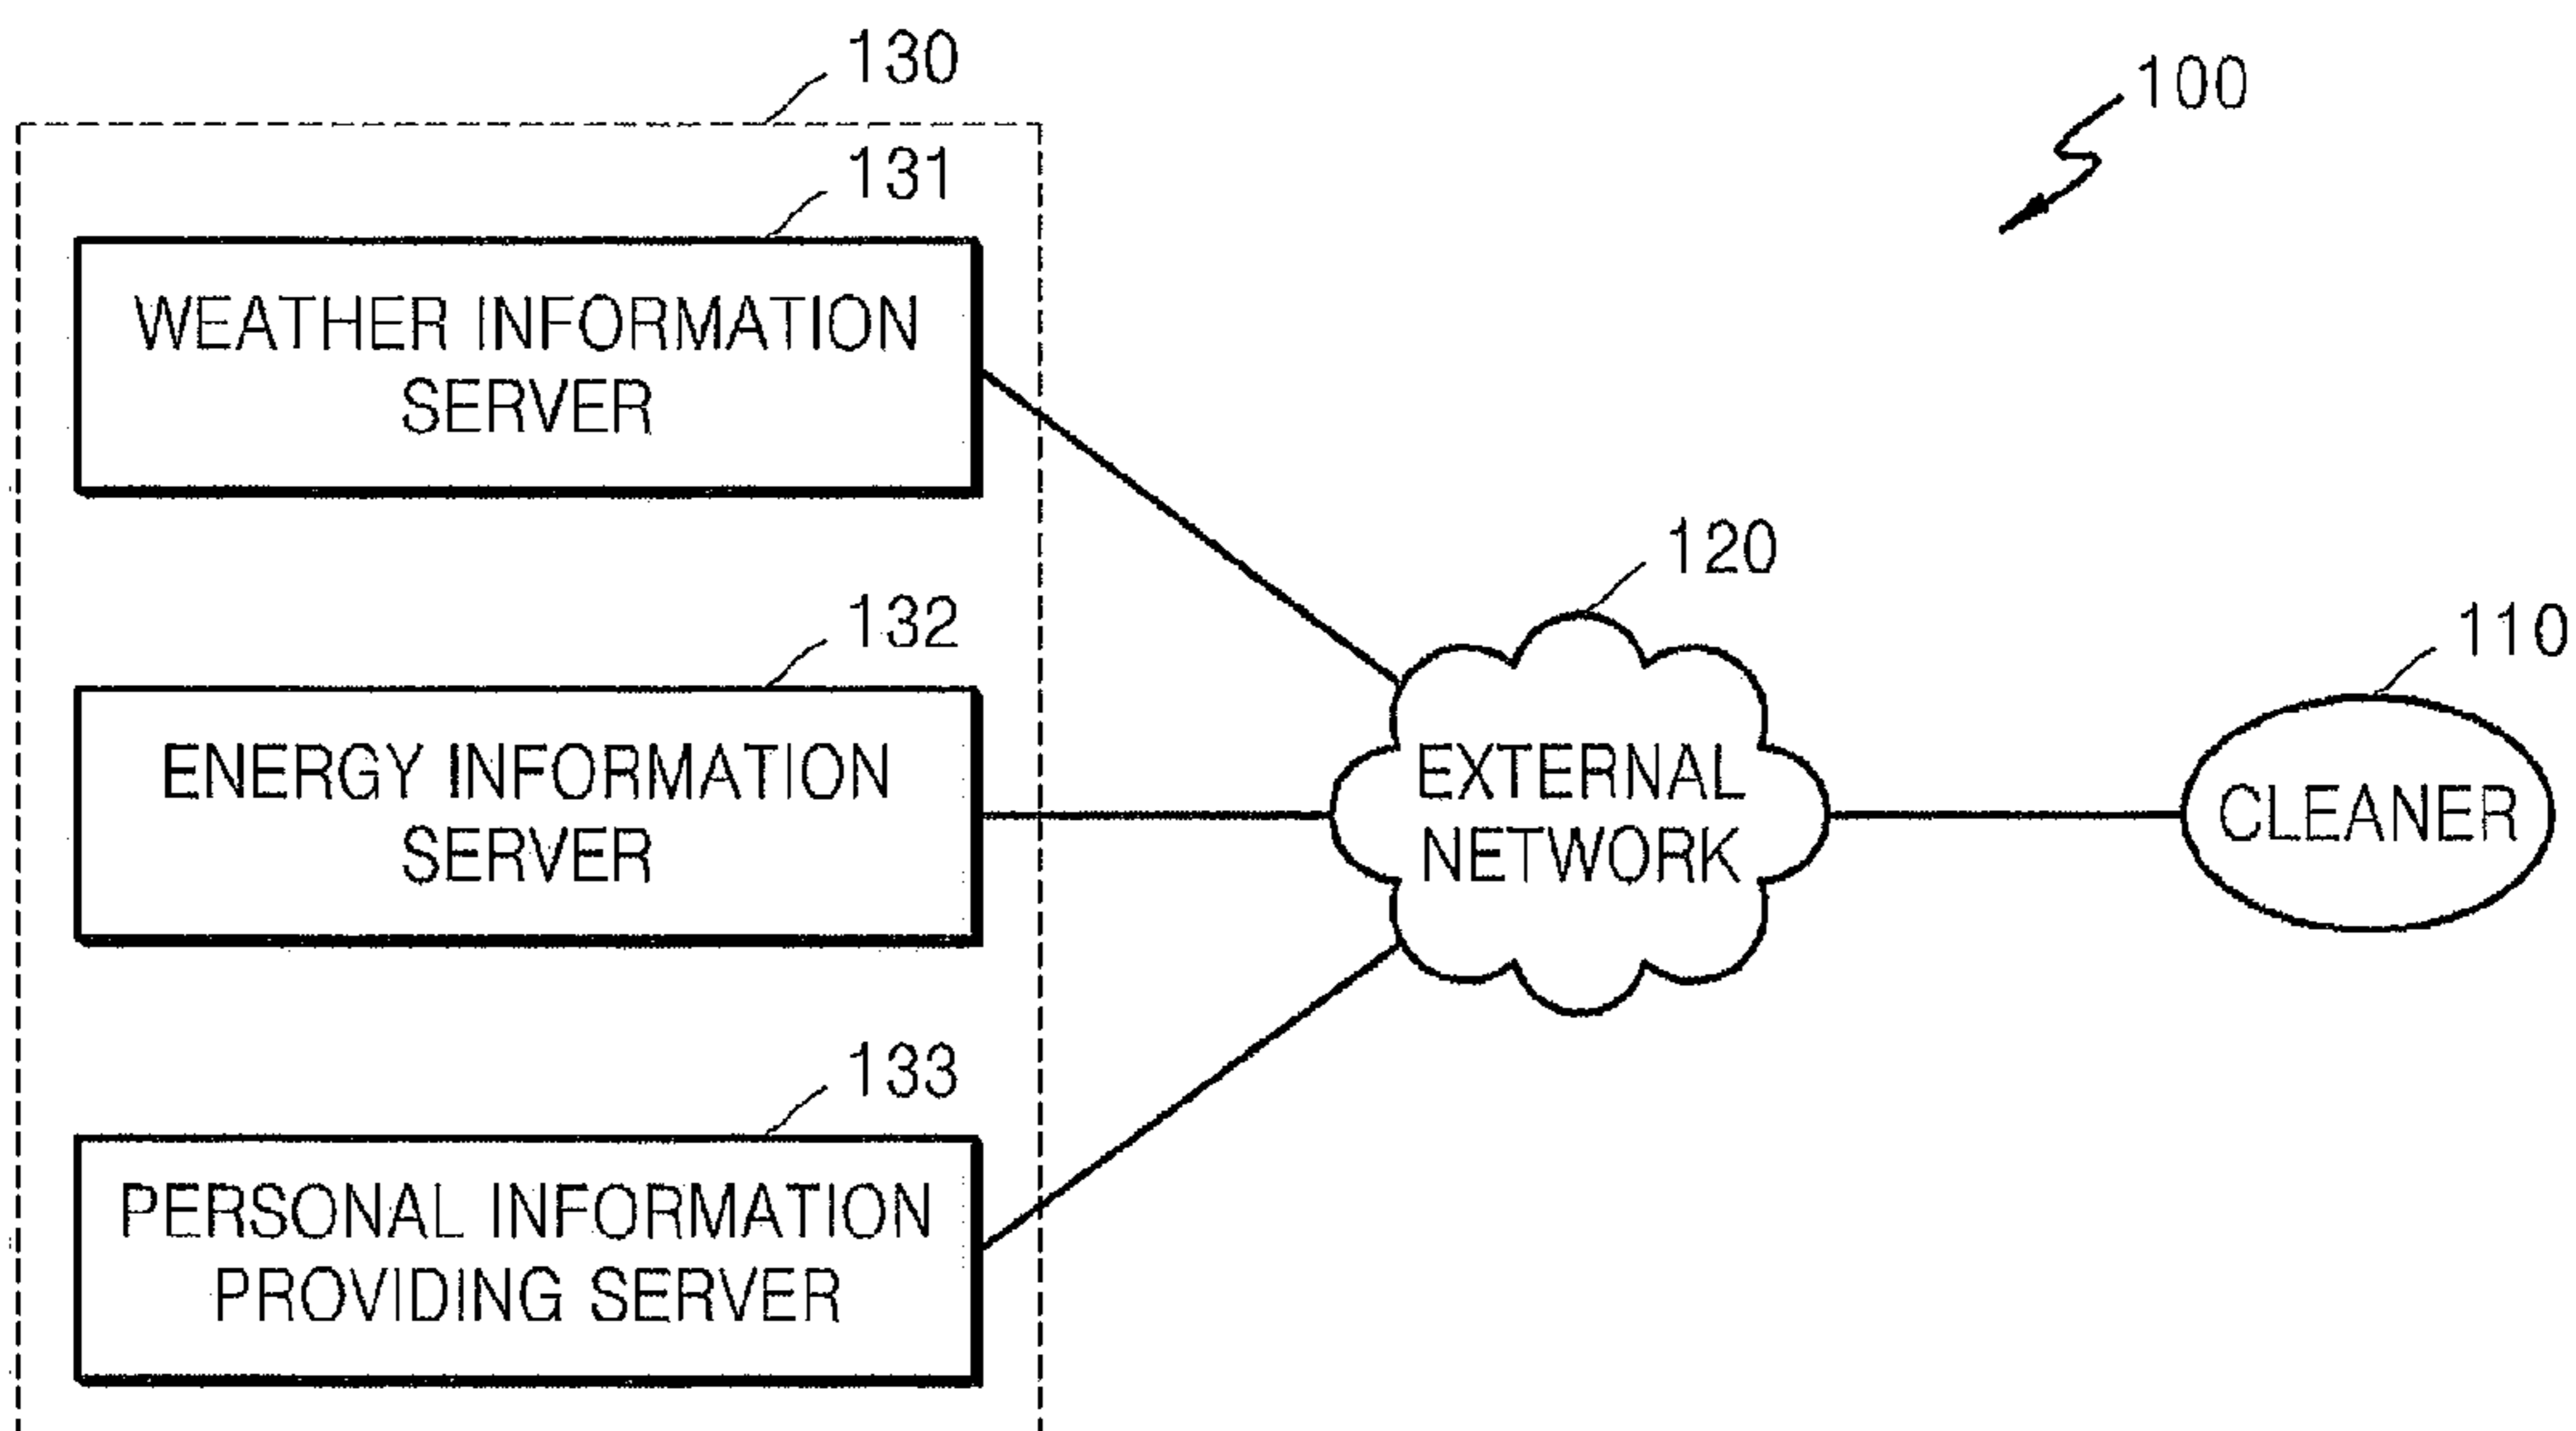 130
100
131
WEATHER INFORMATION
SERVER
120
132
110
ENERGY INFORMATION
SERVER
EXTERNAL
NETWORK
CLEANER
133
PERSONAL INFORMATION
PROVIDING SERVER